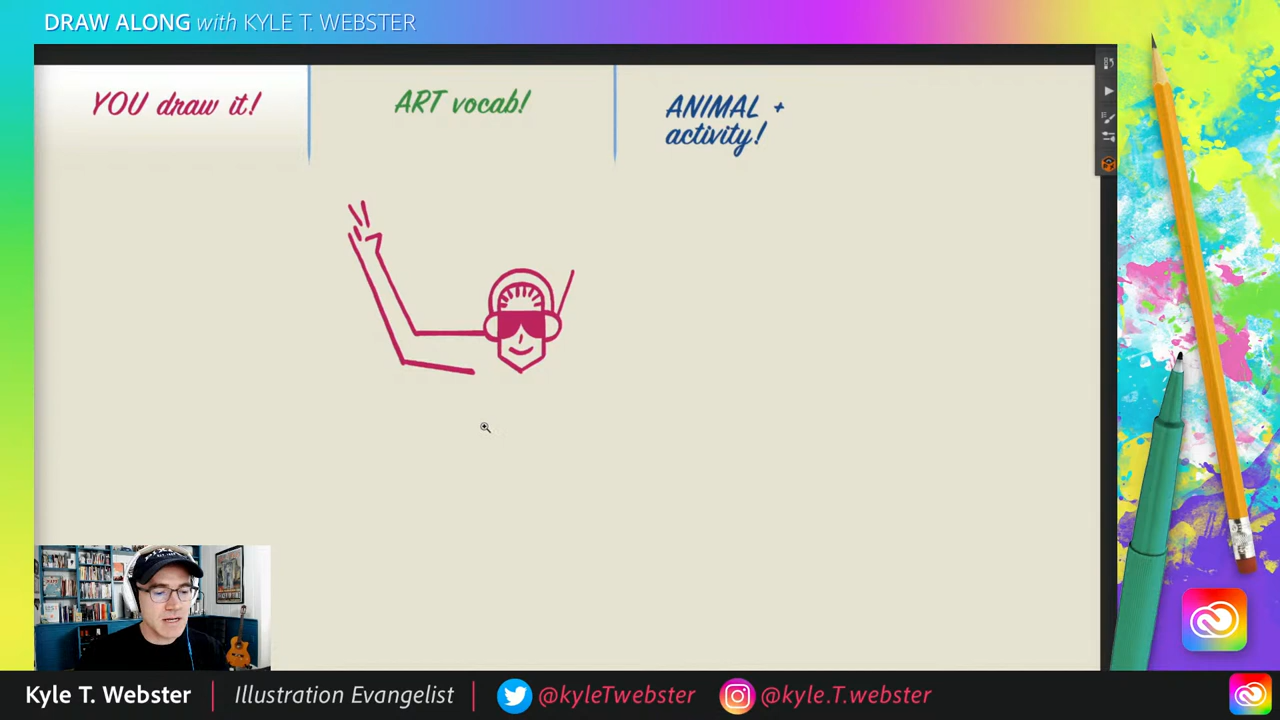 DRAW ALONG with KYLE T. WEBSTER
YOU draw it!
ART vocab!
ANIMAL +
activity!
Kyle T. Webster | Illustration Evangelist | @kyleTwebster @kyle.T.webster